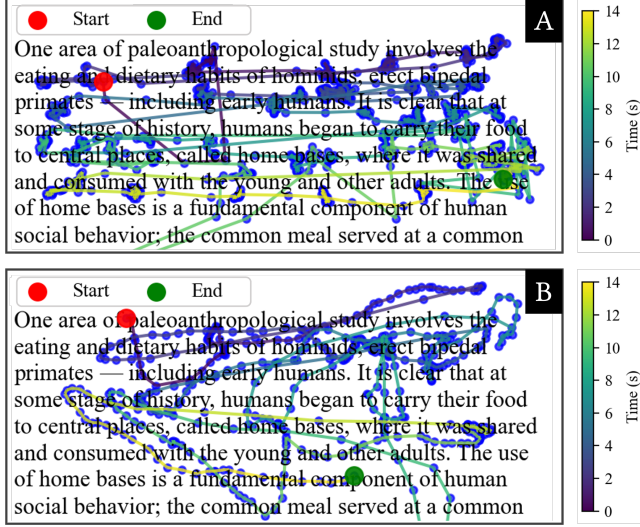 Start
End
A
One area of paleoanthropological study involves the
eating and dietary habits of hominids, erect bipedal
primates — including early humans. It is clear that at
some stage of history, humans began to carry their food
to central places, called home bases, where it was shared
and consumed with the young and other adults. The use
of home bases is a fundamental component of human
social behavior; the common meal served at a common
14
12
10
8
6
4
2
0
Time (s)
Start
End
B
One area of paleoanthropological study involves the
eating and dietary habits of hominids, erect bipedal
primates — including early humans. It is clear that at
some stage of history, humans began to carry their food
to central places, called home bases, where it was shared
and consumed with the young and other adults. The use
of home bases is a fundamental component of human
social behavior; the common meal served at a common
14
12
10
8
6
4
2
0
Time (s)